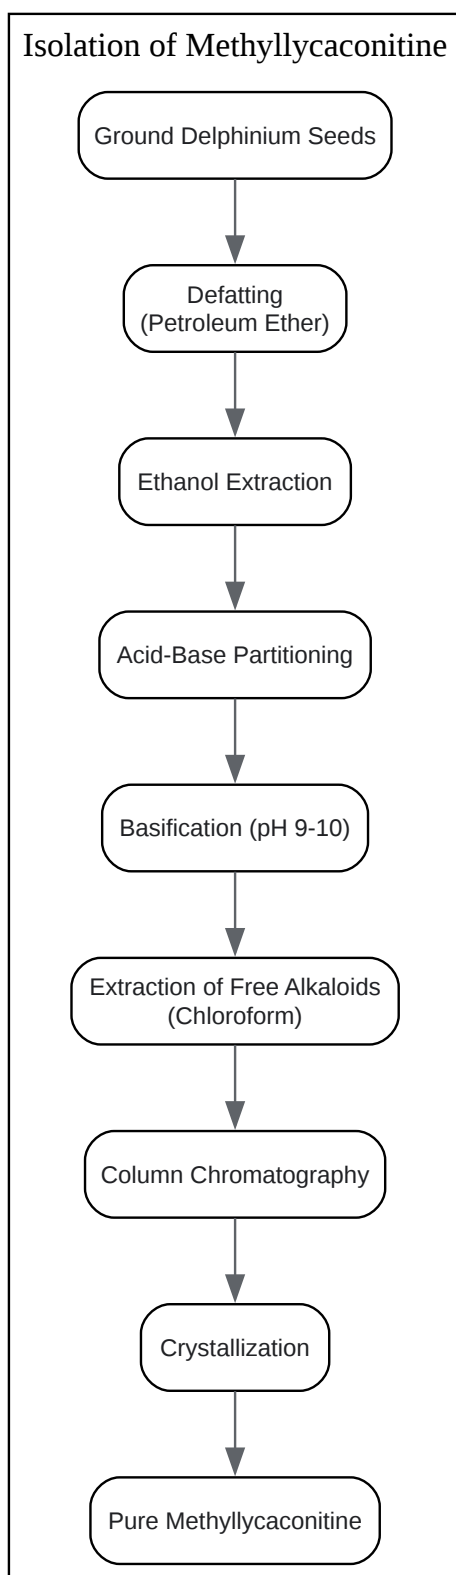 Isolation of Methyllycaconitine
Ground Delphinium Seeds
Defatting
(Petroleum Ether)
Ethanol Extraction
Acid-Base Partitioning
Basification (pH 9-10)
Extraction of Free Alkaloids
(Chloroform)
Column Chromatography
Crystallization
Pure Methyllycaconitine